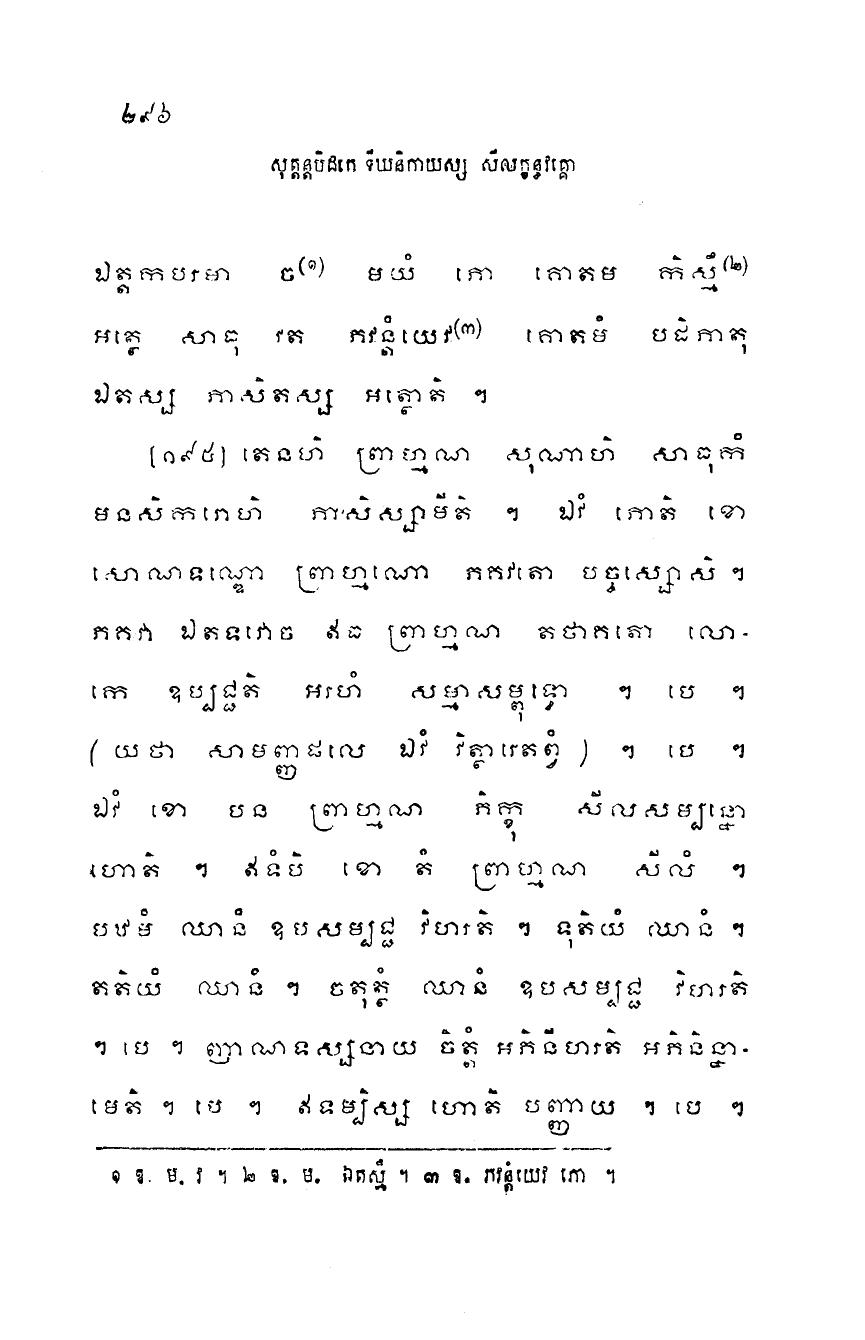 ២៩៦
សុត្តន្តបិដកេ ទីឃនិកាយស្ស សីលក្ខន្ធវគ្គោ
ឯត្តកបរមា ច(១) មយំ ភោ គោតម កិស្មឹ(២)
អត្ថេ សាធុ វត ភវន្តំយេវ(៣) គោតមំ បដិភាតុ
ឯតស្ស ភាសិតស្ស អត្ថោតិ ។
[១៩៥] តេនហិ ព្រាហ្មណ សុណាហិ សាធុកំ
មនសិករោហិ ភាសិស្សាមីតិ ។ ឯវំ ភោតិ ខោ
សោណទណ្ឌោ ព្រាហ្មណោ ភគវតោ បច្ចស្សោសិ ។
ភគវា ឯតទវោច ឥធ ព្រាហ្មណ តថាគតោ លោ-
កេ ឧប្បជ្ជតិ អរហំ សម្មាសម្ពុទ្ធោ ។ បេ ។
(យថា សាមញ្ញផលេ ឯវំ វិត្ថារេតព្វំ) ។ បេ ។
ឯវំ ខោ បន ព្រាហ្មណ ភិក្ខុ សីលសម្បន្នោ
ហោតិ ។ ឥទំបិ ខោ តំ ព្រាហ្មណ សីលំ ។
បឋមំ ឈានំ ឧបសម្បជ្ជ វិហរតិ ។ ទុតិយំ ឈានំ ។
តតិយំ ឈានំ ។ ចតុត្ថំ ឈានំ ឧបសម្បជ្ជ វិហរតិ
។ បេ ។ ញាណទស្សនាយ ចិត្តំ អភិនីហរតិ អភិនិន្នា-
មេតិ ។ បេ ។ ឥទម្បិស្ស ហោតិ បញ្ញាយ ។ បេ ។
១ ឱ. ម. វ ។ ២ ឱ. ម. ឯតស្មឹ ។ ៣ ឱ. ភវន្តំយេវ ភោ ។